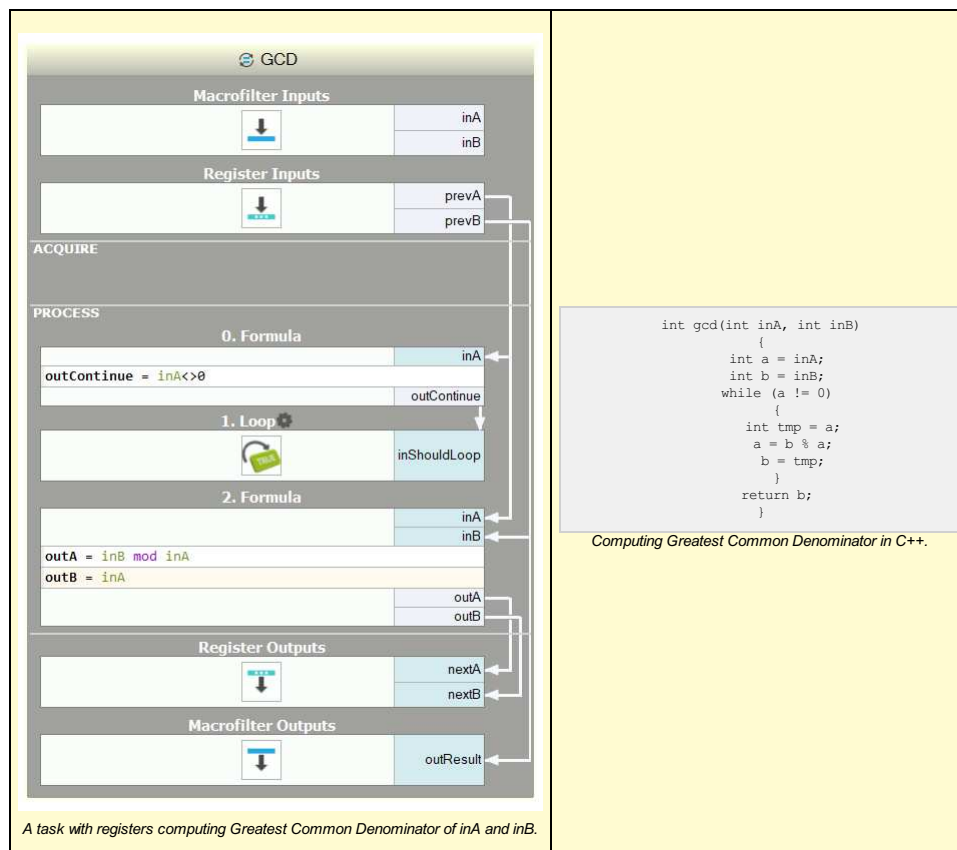 GCD
Macrofilter Inputs
inA
inB
Register Inputs
prevA
prevB
ACQUIRE
PROCESS
0. Formula
inA
outContinue = inA<>0
outContinue
1. Loop
TRUE
inShouldLoop
2. Formula
inA
inB
outA = inB mod inA
outB = inA
outA
outB
Register Outputs
nextA
nextB
Macrofilter Outputs
outResult
A task with registers computing Greatest Common Denominator of inA and inB.
int gcd(int inA, int inB)
{
int a = inA;
int b = inB;
while (a != 0)
{
int tmp = a;
a = b % a;
b = tmp;
}
return b;
}
Computing Greatest Common Denominator in C++.